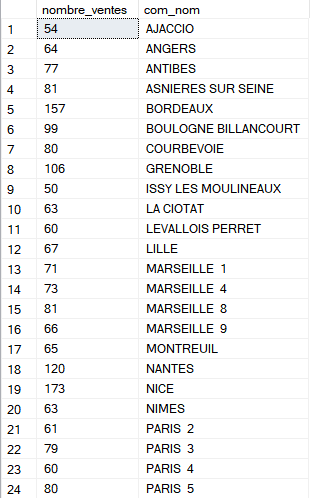 nombre_ventes com_nom
1 54 AJACCIO
2 64 ANGERS
3 77 ANTIBES
4 81 ASNIERES SUR SEINE
5 157 BORDEAUX
6 99 BOULOGNE BILLANCOURT
7 80 COURBEVOIE
8 106 GRENOBLE
9 50 ISSY LES MOULINEAUX
10 63 LA CIOTAT
11 60 LEVALLOIS PERRET
12 67 LILLE
13 71 MARSEILLE  1
14 73 MARSEILLE  4
15 81 MARSEILLE  8
16 66 MARSEILLE  9
17 65 MONTREUIL
18 120 NANTES
19 173 NICE
20 63 NIMES
21 61 PARIS  2
22 79 PARIS  3
23 60 PARIS  4
24 80 PARIS  5